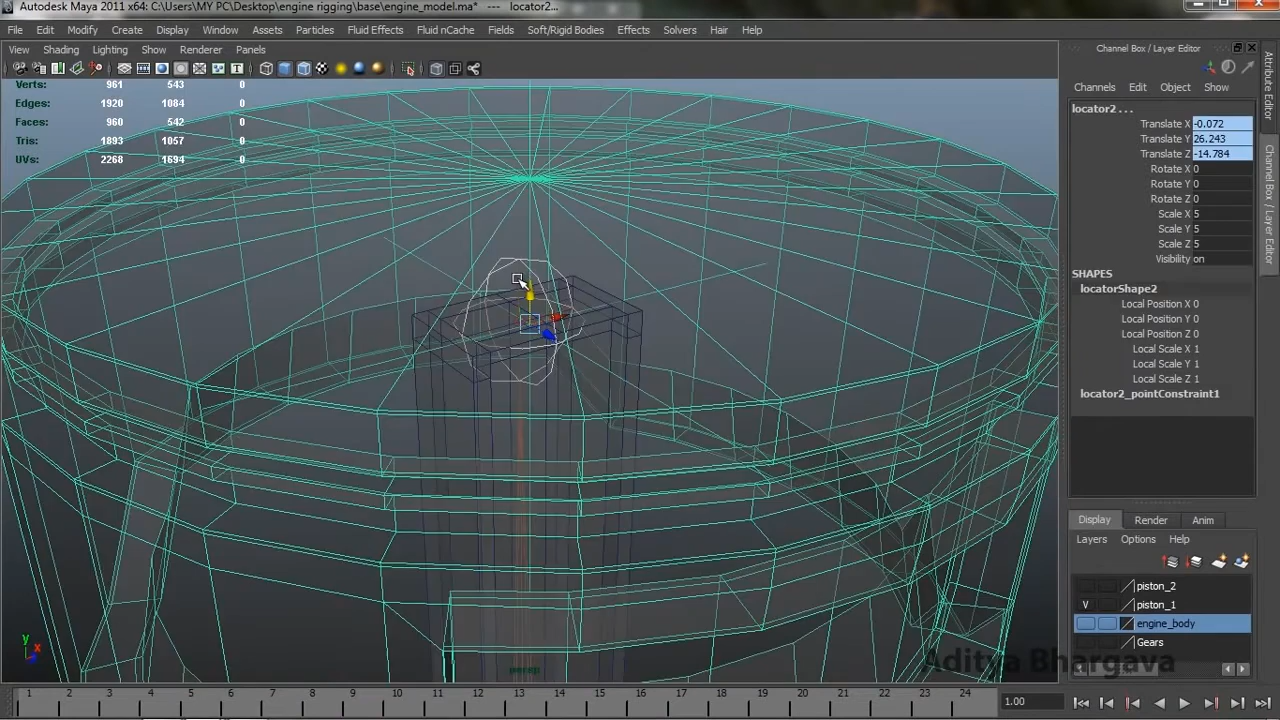 Autodesk Maya 2011 x64: C:\Users\MY PC\Desktop\engine rigging\base\engine_model.ma* --- locator2...
File Edit Modify Create Display Window Assets Particles Fluid Effects Fluid nCache Fields Soft/Rigid Bodies Effects Solvers Hair Help
View Shading Lighting Show Renderer Panels
Channel Box / Layer Editor
Channels Edit Object Show
Verts: 961 543 0
Edges: 1920 1084 0
Faces: 960 542 0
Tris: 1893 1057 0
UVs: 2268 1694 0
locator2 . . .
Translate X -0.072
Translate Y 26.243
Translate Z -14.784
Rotate X 0
Rotate Y 0
Rotate Z 0
Scale X 5
Scale Y 5
Scale Z 5
Visibility on
SHAPES
locatorShape2
Local Position X 0
Local Position Y 0
Local Position Z 0
Local Scale X 1
Local Scale Y 1
Local Scale Z 1
locator2_pointConstraint1
Attribute Editor
Channel Box / Layer Editor
Display Render Anim
Layers Options Help
piston_2
V piston_1
engine_body
Gears
y
x
z
persp
Aditya Bhargava
1 2 3 4 5 6 7 8 9 10 11 12 13 14 15 16 17 18 19 20 21 22 23 24
1.00